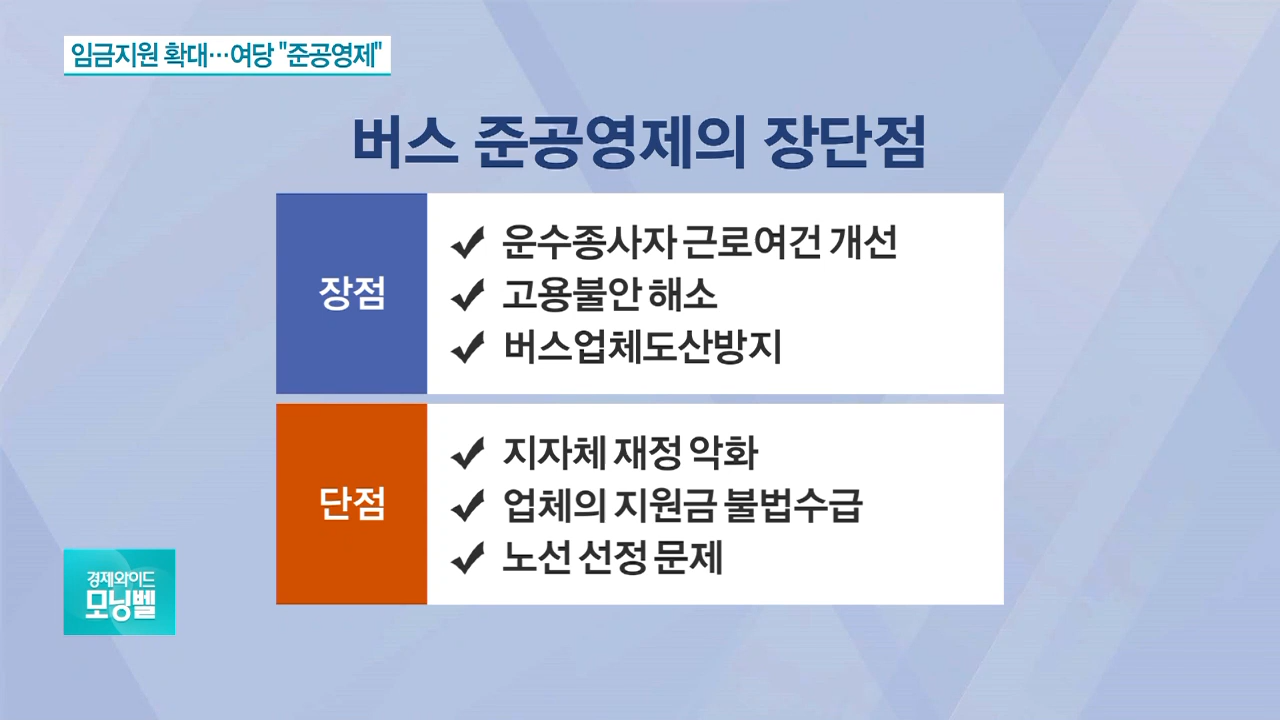 임금지원 확대…여당 "준공영제"
버스 준공영제의 장단점
장점
✔ 운수종사자 근로여건 개선
✔ 고용불안 해소
✔ 버스업체도산방지
단점
✔ 지자체 재정 악화
✔ 업체의 지원금 불법수급
✔ 노선 선정 문제
경제와이드
모닝벨